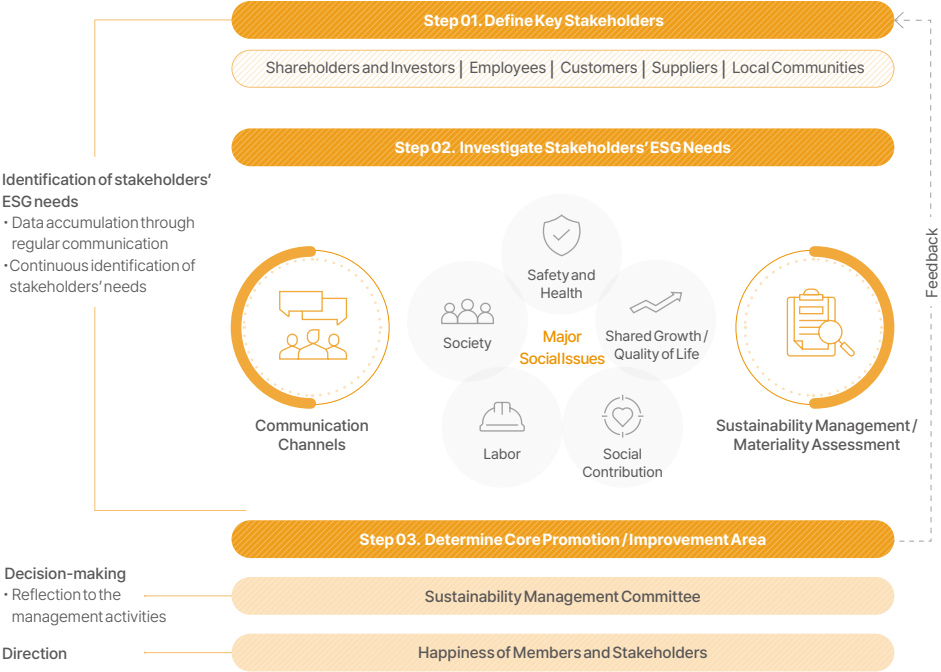 Step 01. Define Key Stakeholders
Shareholders and Investors | Employees | Customers | Suppliers | Local Communities
Step 02. Investigate Stakeholders' ESG Needs
Identification of stakeholders'
ESG needs
• Data accumulation through
regular communication
• Continuous identification of
stakeholders' needs
Communication
Channels
Safety and
Health
Society
Major
Social Issues
Shared Growth /
Quality of Life
Labor
Social
Contribution
Sustainability Management /
Materiality Assessment
Feedback
Step 03. Determine Core Promotion / Improvement Area
Decision-making
• Reflection to the
management activities
Sustainability Management Committee
Direction
Happiness of Members and Stakeholders